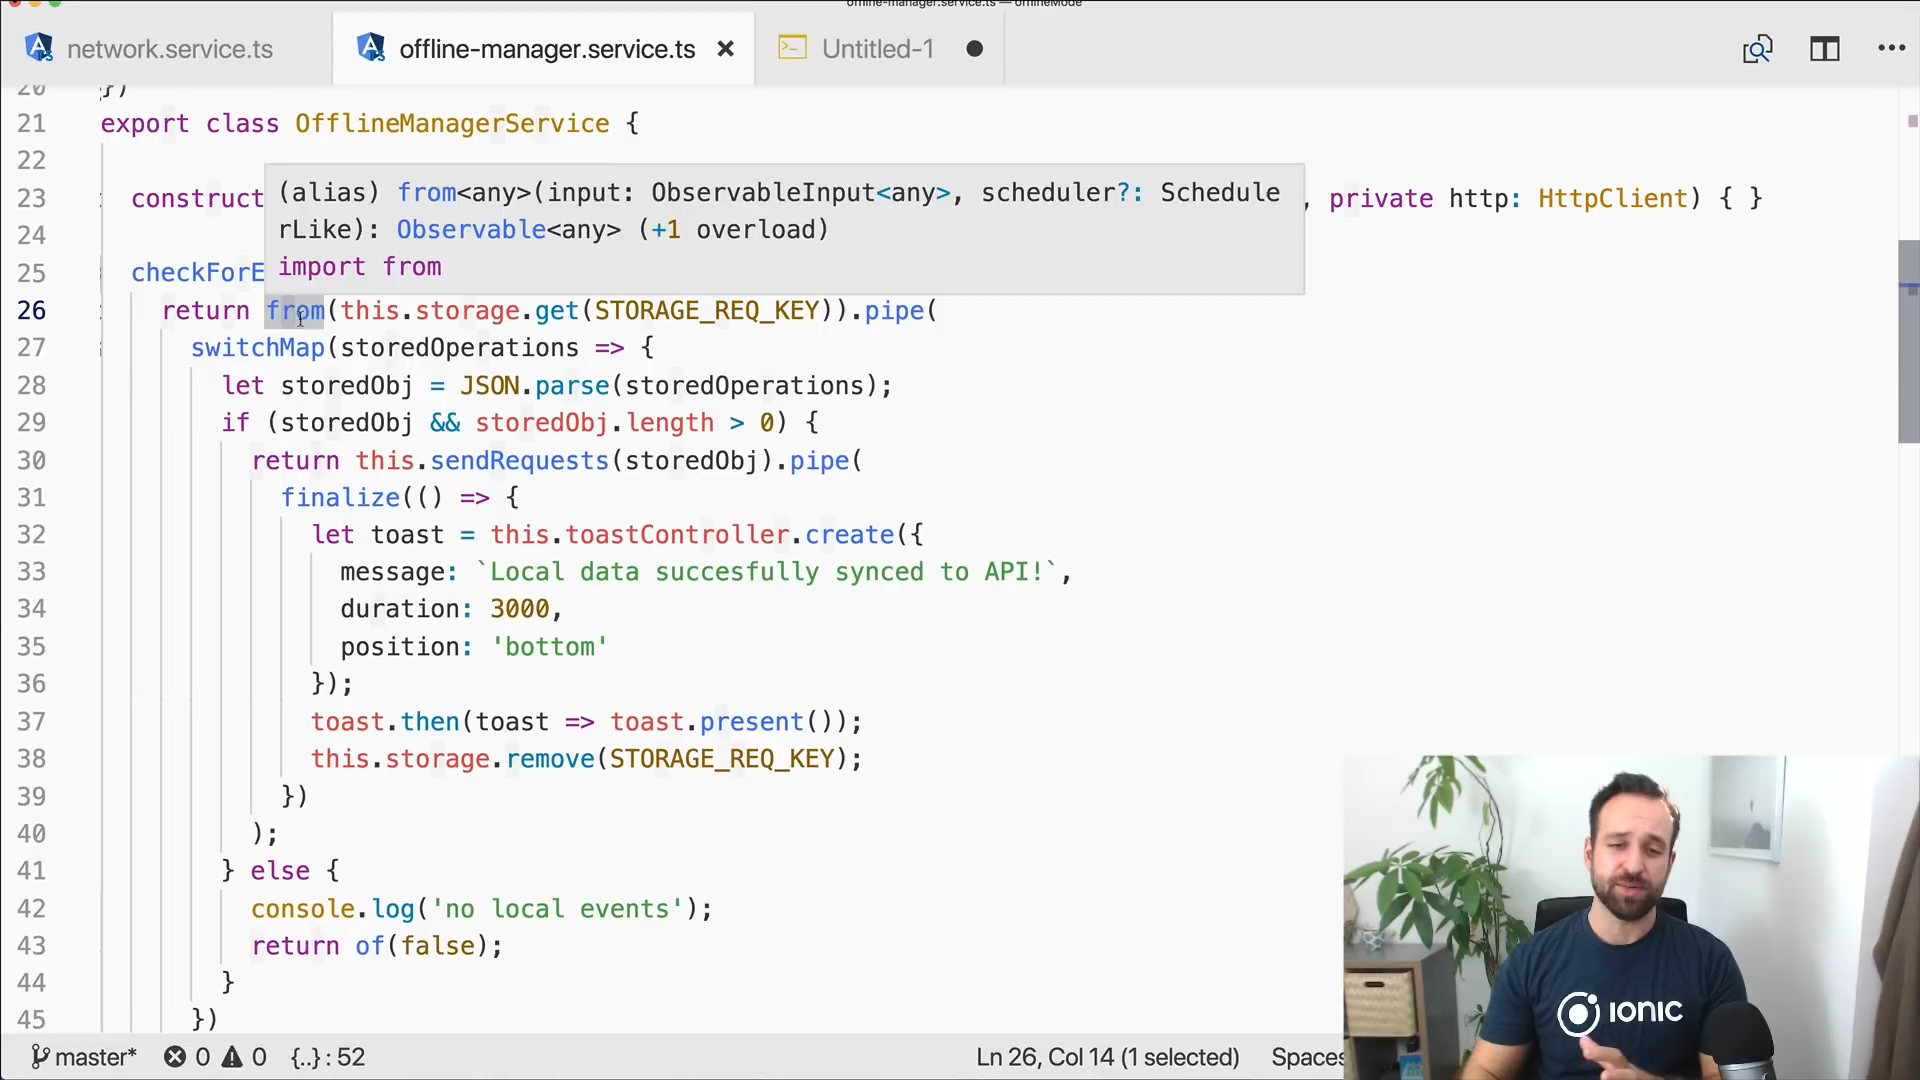 offline-manager.service.ts — offlineMode
network.service.ts
offline-manager.service.ts
Untitled-1
20 })
21 export class OfflineManagerService {
22
23 construct , private http: HttpClient) { }
(alias) from<any>(input: ObservableInput<any>, scheduler?: Schedule
rLike): Observable<any> (+1 overload)
import from
24
25 checkForE
26 return from(this.storage.get(STORAGE_REQ_KEY)).pipe(
27 switchMap(storedOperations => {
28 let storedObj = JSON.parse(storedOperations);
29 if (storedObj && storedObj.length > 0) {
30 return this.sendRequests(storedObj).pipe(
31 finalize(() => {
32 let toast = this.toastController.create({
33 message: `Local data succesfully synced to API!`,
34 duration: 3000,
35 position: 'bottom'
36 });
37 toast.then(toast => toast.present());
38 this.storage.remove(STORAGE_REQ_KEY);
39 })
40 );
41 } else {
42 console.log('no local events');
43 return of(false);
44 }
45 })
IONIC
master* 0 0 {..} : 52 Ln 26, Col 14 (1 selected) Spaces